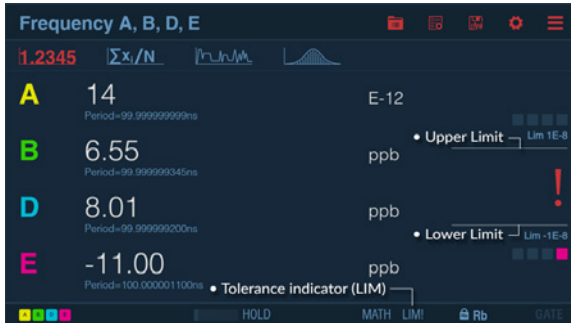 Frequency A, B, D, E
1.2345 Σxᵢ/N
A 14 E-12
Period=99.999999999ns
• Upper Limit Lim 1E-8
B 6.55 ppb
Period=99.999999345ns
!
D 8.01 ppb
Period=99.999999200ns
• Lower Limit Lim -1E-8
E -11.00 ppb
Period=100.000001100ns • Tolerance indicator (LIM)
A B D E HOLD MATH LIM! Rb GATE